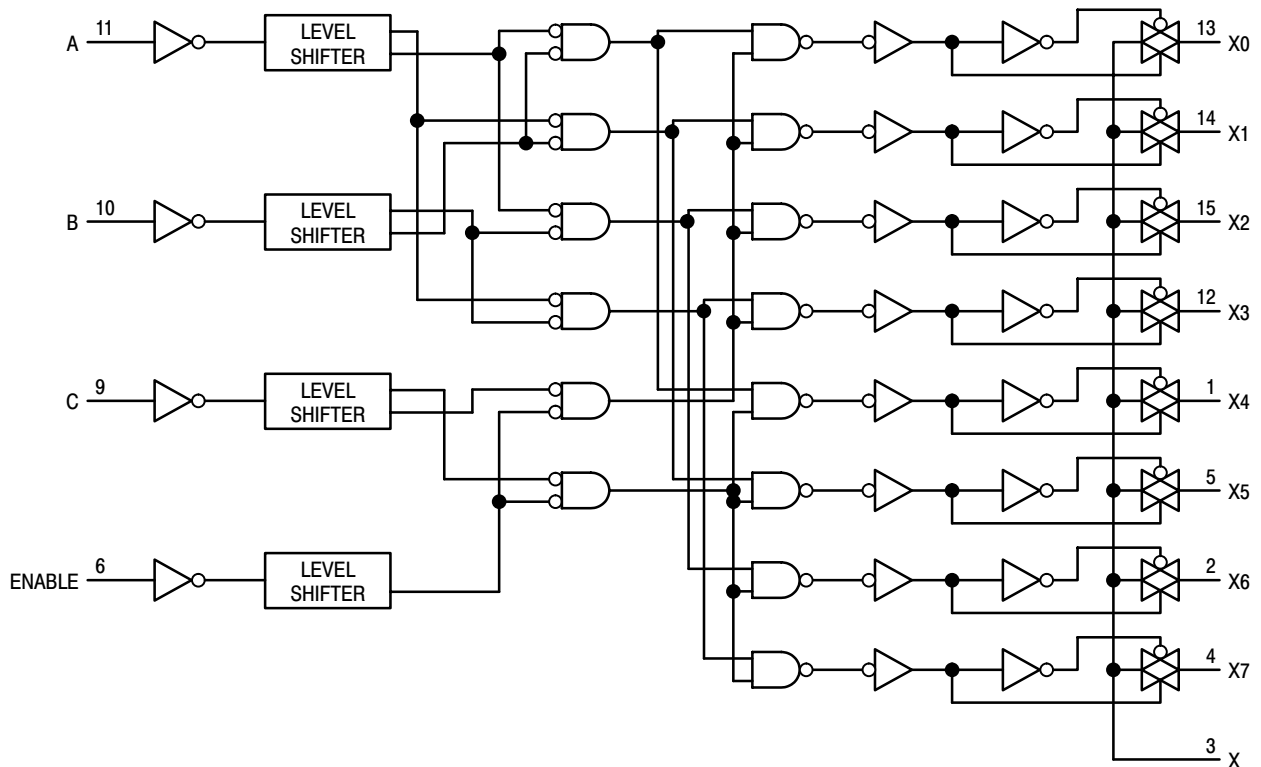 A 11 LEVEL SHIFTER 13 X0
14 X1
B 10 LEVEL SHIFTER 15 X2
12 X3
C 9 LEVEL SHIFTER 1 X4
5 X5
ENABLE 6 LEVEL SHIFTER 2 X6
4 X7
3 X